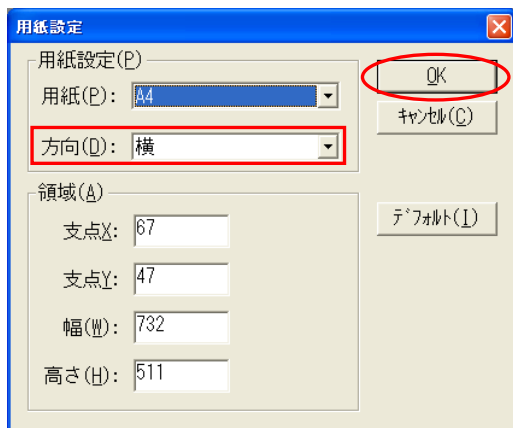 用紙設定
用紙設定(P)
用紙(P): A4
方向(D): 横
OK
ｷｬﾝｾﾙ(C)
領域(A)
支点X: 67
支点Y: 47
幅(W): 732
高さ(H): 511
ﾃﾞﾌｫﾙﾄ(I)